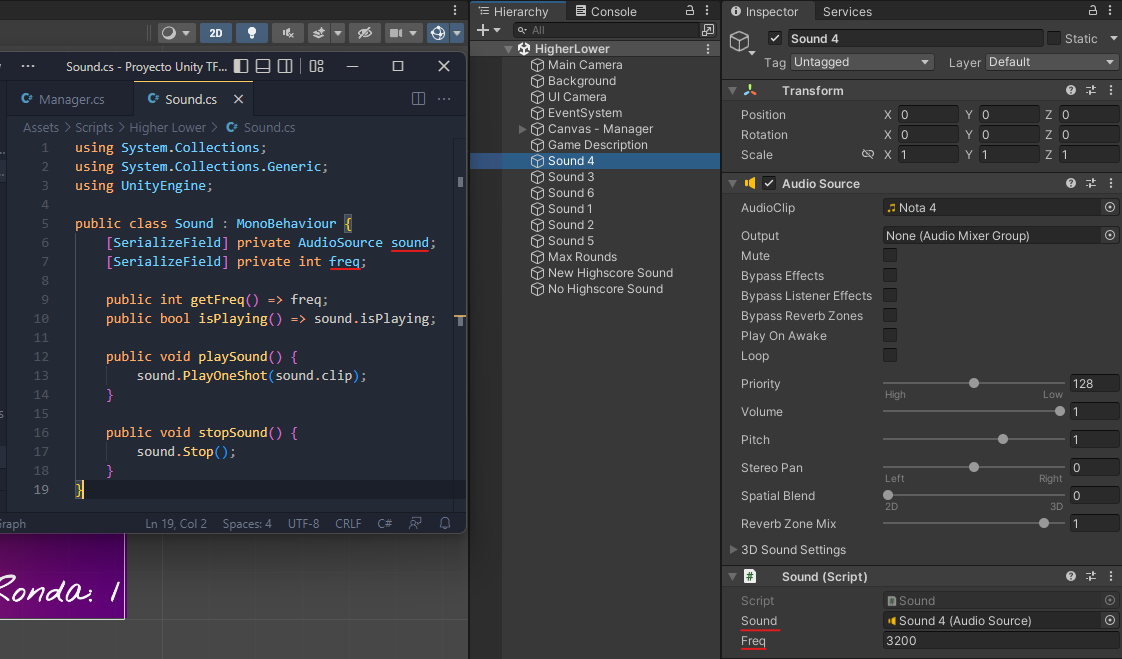 2D
Sound.cs - Proyecto Unity TF...
Manager.cs
Sound.cs
Assets > Scripts > Higher Lower > Sound.cs
1 using System.Collections;
2 using System.Collections.Generic;
3 using UnityEngine;
4
5 public class Sound : MonoBehaviour {
6 [SerializeField] private AudioSource sound;
7 [SerializeField] private int freq;
8
9 public int getFreq() => freq;
10 public bool isPlaying() => sound.isPlaying;
11
12 public void playSound() {
13 sound.PlayOneShot(sound.clip);
14 }
15
16 public void stopSound() {
17 sound.Stop();
18 }
19 }
Graph Ln 19, Col 2 Spaces: 4 UTF-8 CRLF C#
Ronda: 1
Hierarchy Console
All
HigherLower
Main Camera
Background
UI Camera
EventSystem
Canvas - Manager
Game Description
Sound 4
Sound 3
Sound 6
Sound 1
Sound 2
Sound 5
Max Rounds
New Highscore Sound
No Highscore Sound
Inspector Services
Sound 4 Static
Tag Untagged Layer Default
Transform
Position X 0 Y 0 Z 0
Rotation X 0 Y 0 Z 0
Scale X 1 Y 1 Z 1
Audio Source
AudioClip Nota 4
Output None (Audio Mixer Group)
Mute
Bypass Effects
Bypass Listener Effects
Bypass Reverb Zones
Play On Awake
Loop
Priority 128
High Low
Volume 1
Pitch 1
Stereo Pan 0
Left Right
Spatial Blend 0
2D 3D
Reverb Zone Mix 1
3D Sound Settings
Sound (Script)
Script Sound
Sound Sound 4 (Audio Source)
Freq 3200